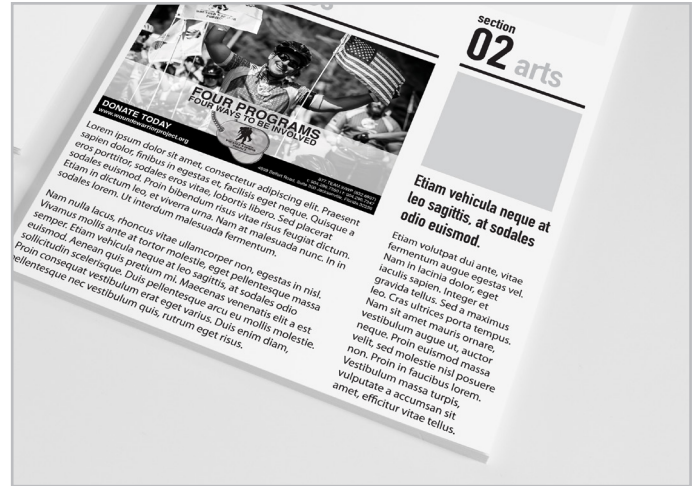 FOUR PROGRAMS
FOUR WAYS TO BE INVOLVED
DONATE TODAY
www.woundedwarriorproject.org
Lorem ipsum dolor sit amet, consectetur adipiscing elit. Praesent
sapien dolor, finibus in egestas et, facilisis eget neque. Quisque a
eros porttitor, sodales eros vitae, lobortis libero. Sed placerat
sodales euismod. Proin bibendum risus vitae risus feugiat dictum.
Etiam in dictum leo, et viverra urna. Nam at malesuada nunc. In in
sodales lorem. Ut interdum malesuada fermentum.
Nam nulla lacus, rhoncus vitae ullamcorper non, egestas in nisl.
Vivamus mollis ante at tortor molestie, eget pellentesque massa
semper. Etiam vehicula neque at leo sagittis, at sodales odio
euismod. Aenean quis pretium mi. Maecenas venenatis elit a est
sollicitudin scelerisque. Duis pellentesque arcu eu mollis molestie.
Proin consequat vestibulum erat eget varius. Duis enim diam,
pellentesque nec vestibulum quis, rutrum eget risus.
section
02 arts
Etiam vehicula neque at
leo sagittis, at sodales
odio euismod.
Etiam volutpat dui ante, vitae
fermentum augue egestas vel.
Nam in lacinia dolor, eget
iaculis sapien. Integer et
gravida tellus. Sed a maximus
leo. Cras ultrices porta tempus.
Nam sit amet mauris ornare,
vestibulum augue ut, auctor
neque. Proin euismod massa
velit, sed molestie nisl posuere
non. Proin in faucibus lorem.
Vestibulum massa turpis,
vulputate a accumsan sit
amet, efficitur vitae tellus.